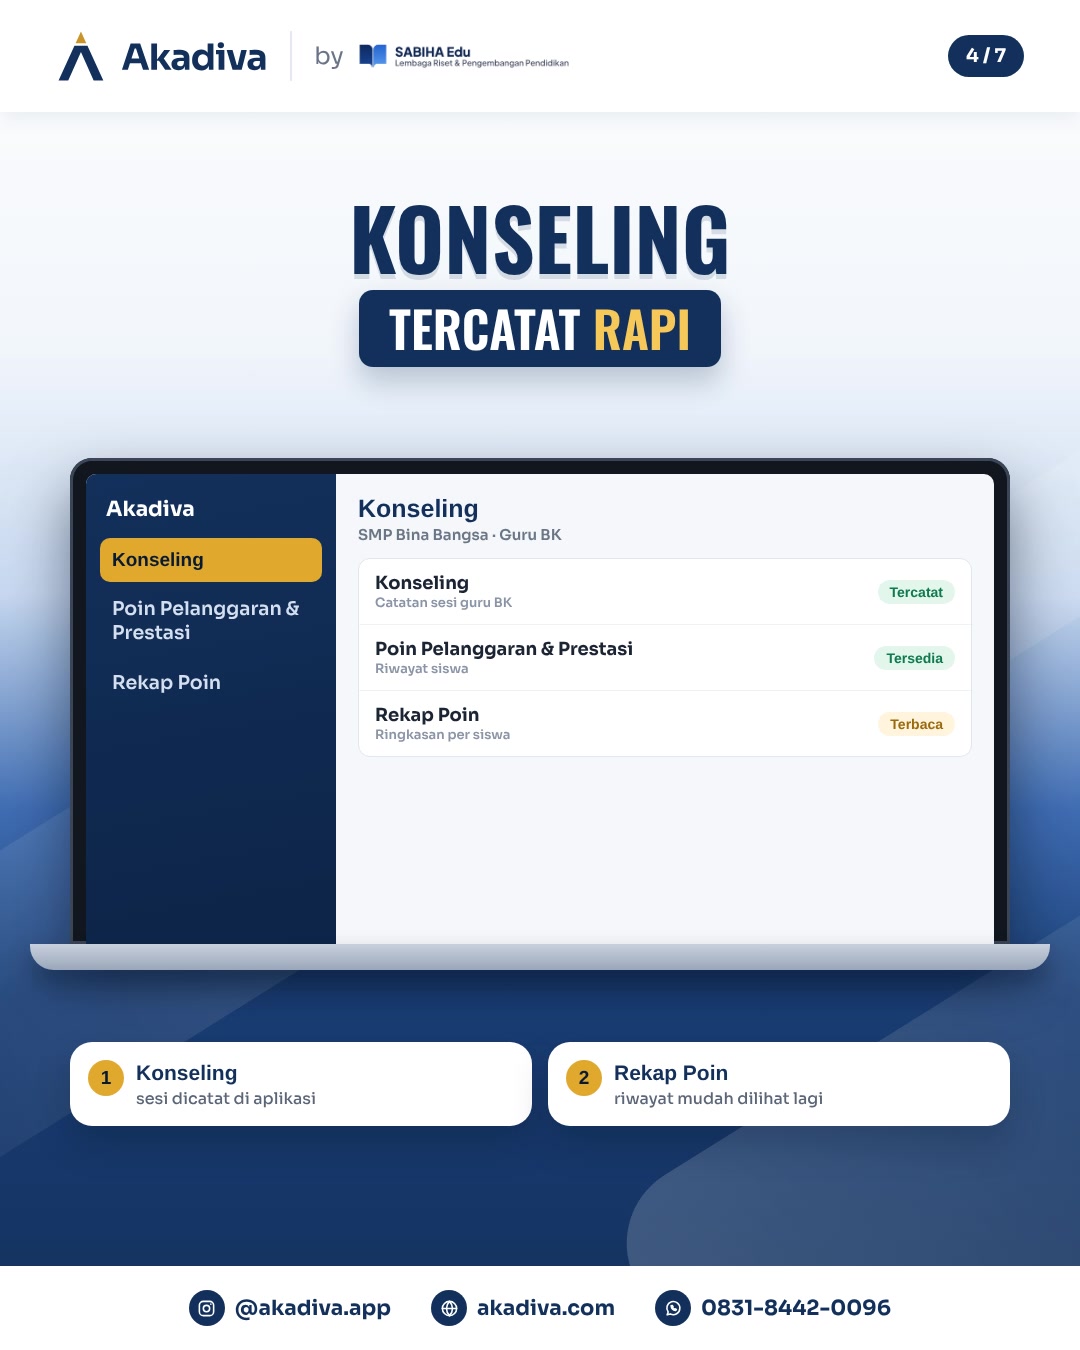 Akadiva
by
SABIHA Edu
Lembaga Riset & Pengembangan Pendidikan
4 / 7
KONSELING
TERCATAT RAPI
Akadiva
Konseling
Poin Pelanggaran &
Prestasi
Rekap Poin
Konseling
SMP Bina Bangsa · Guru BK
Konseling
Catatan sesi guru BK
Tercatat
Poin Pelanggaran & Prestasi
Riwayat siswa
Tersedia
Rekap Poin
Ringkasan per siswa
Terbaca
1
Konseling
sesi dicatat di aplikasi
2
Rekap Poin
riwayat mudah dilihat lagi
@akadiva.app
akadiva.com
0831-8442-0096